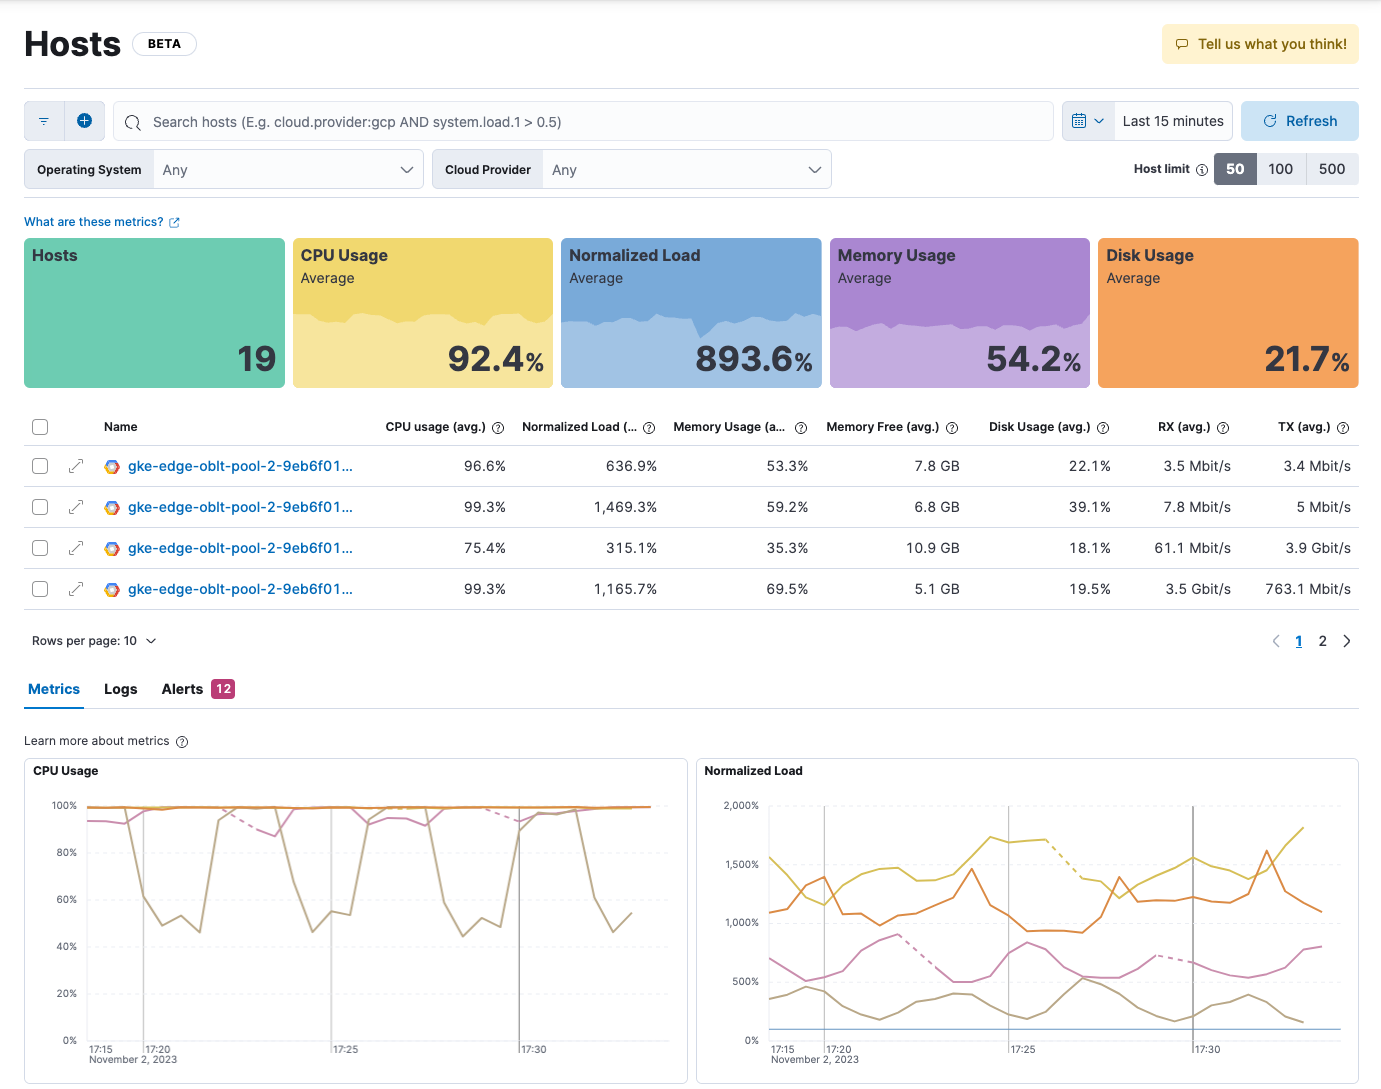 Hosts BETA Tell us what you think!
Search hosts (E.g. cloud.provider:gcp AND system.load.1 > 0.5) Last 15 minutes Refresh
Operating System Any Cloud Provider Any Host limit 50 100 500
What are these metrics?
Hosts CPU Usage Normalized Load Memory Usage Disk Usage
Average Average Average Average
19 92.4% 893.6% 54.2% 21.7%
Name CPU usage (avg.) Normalized Load (... Memory Usage (a... Memory Free (avg.) Disk Usage (avg.) RX (avg.) TX (avg.)
gke-edge-oblt-pool-2-9eb6f01... 96.6% 636.9% 53.3% 7.8 GB 22.1% 3.5 Mbit/s 3.4 Mbit/s
gke-edge-oblt-pool-2-9eb6f01... 99.3% 1,469.3% 59.2% 6.8 GB 39.1% 7.8 Mbit/s 5 Mbit/s
gke-edge-oblt-pool-2-9eb6f01... 75.4% 315.1% 35.3% 10.9 GB 18.1% 61.1 Mbit/s 3.9 Gbit/s
gke-edge-oblt-pool-2-9eb6f01... 99.3% 1,165.7% 69.5% 5.1 GB 19.5% 3.5 Gbit/s 763.1 Mbit/s
Rows per page: 10 1 2
Metrics Logs Alerts 12
Learn more about metrics
CPU Usage
100%
80%
60%
40%
20%
0%
17:15 17:20 17:25 17:30
November 2, 2023
Normalized Load
2,000%
1,500%
1,000%
500%
0%
17:15 17:20 17:25 17:30
November 2, 2023